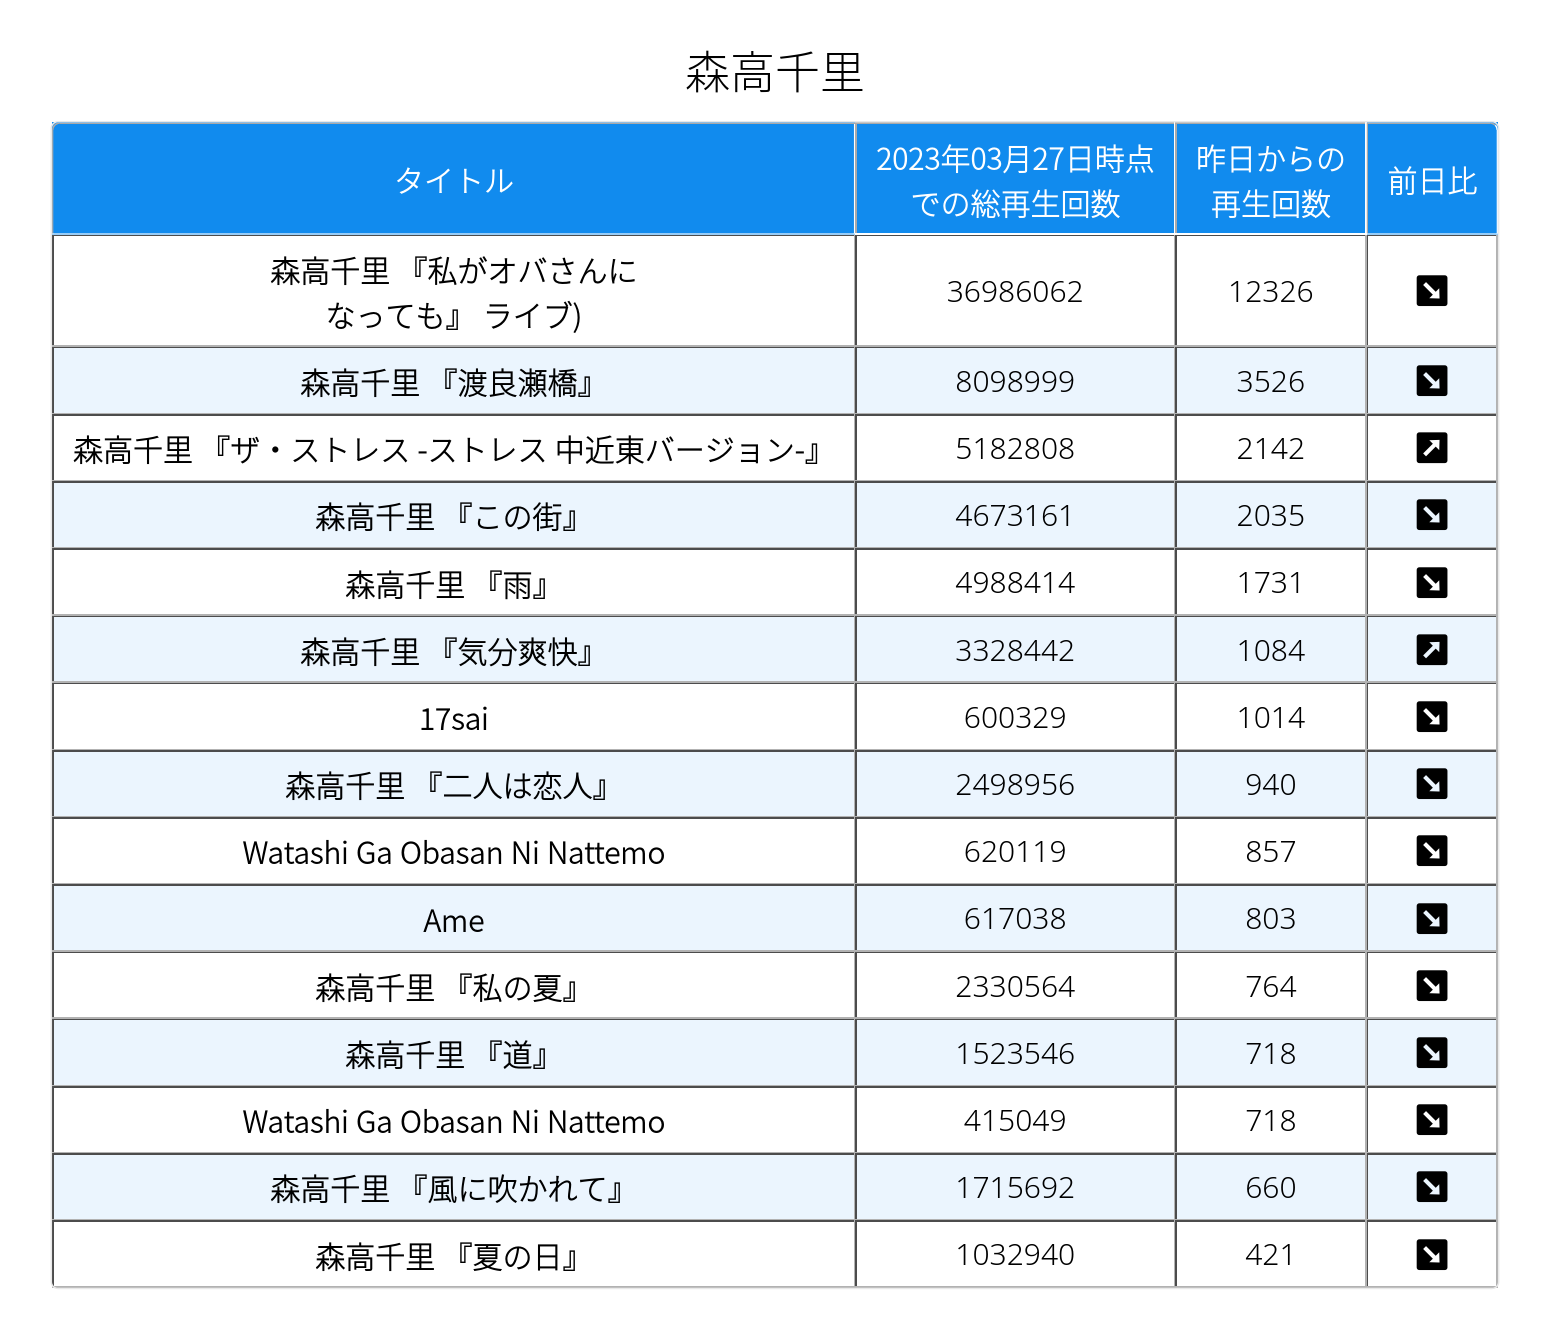 森高千里
タイトル
2023年03月27日時点
での総再生回数
昨日からの
再生回数
前日比
森高千里 『私がオバさんに
なっても』 ライブ)
36986062
12326
森高千里 『渡良瀬橋』
8098999
3526
森高千里 『ザ・ストレス -ストレス 中近東バージョン-』
5182808
2142
森高千里 『この街』
4673161
2035
森高千里 『雨』
4988414
1731
森高千里 『気分爽快』
3328442
1084
17sai
600329
1014
森高千里 『二人は恋人』
2498956
940
Watashi Ga Obasan Ni Nattemo
620119
857
Ame
617038
803
森高千里 『私の夏』
2330564
764
森高千里 『道』
1523546
718
Watashi Ga Obasan Ni Nattemo
415049
718
森高千里 『風に吹かれて』
1715692
660
森高千里 『夏の日』
1032940
421